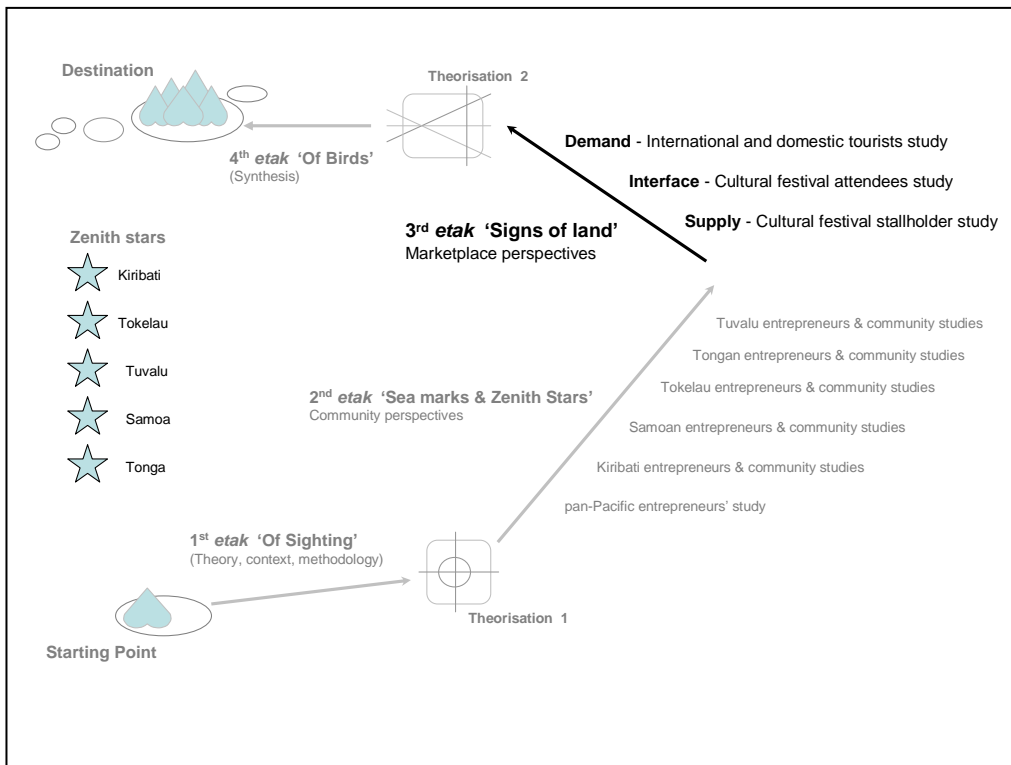 Destination
Theorisation 2
4th etak ‘Of Birds’
(Synthesis)
Demand - International and domestic tourists study
Interface - Cultural festival attendees study
Supply - Cultural festival stallholder study
3rd etak ‘Signs of land’
Marketplace perspectives
Zenith stars
Kiribati
Tokelau
Tuvalu
Samoa
Tonga
2nd etak ‘Sea marks & Zenith Stars’
Community perspectives
Tuvalu entrepreneurs & community studies
Tongan entrepreneurs & community studies
Tokelau entrepreneurs & community studies
Samoan entrepreneurs & community studies
Kiribati entrepreneurs & community studies
pan-Pacific entrepreneurs’ study
1st etak ‘Of Sighting’
(Theory, context, methodology)
Theorisation 1
Starting Point